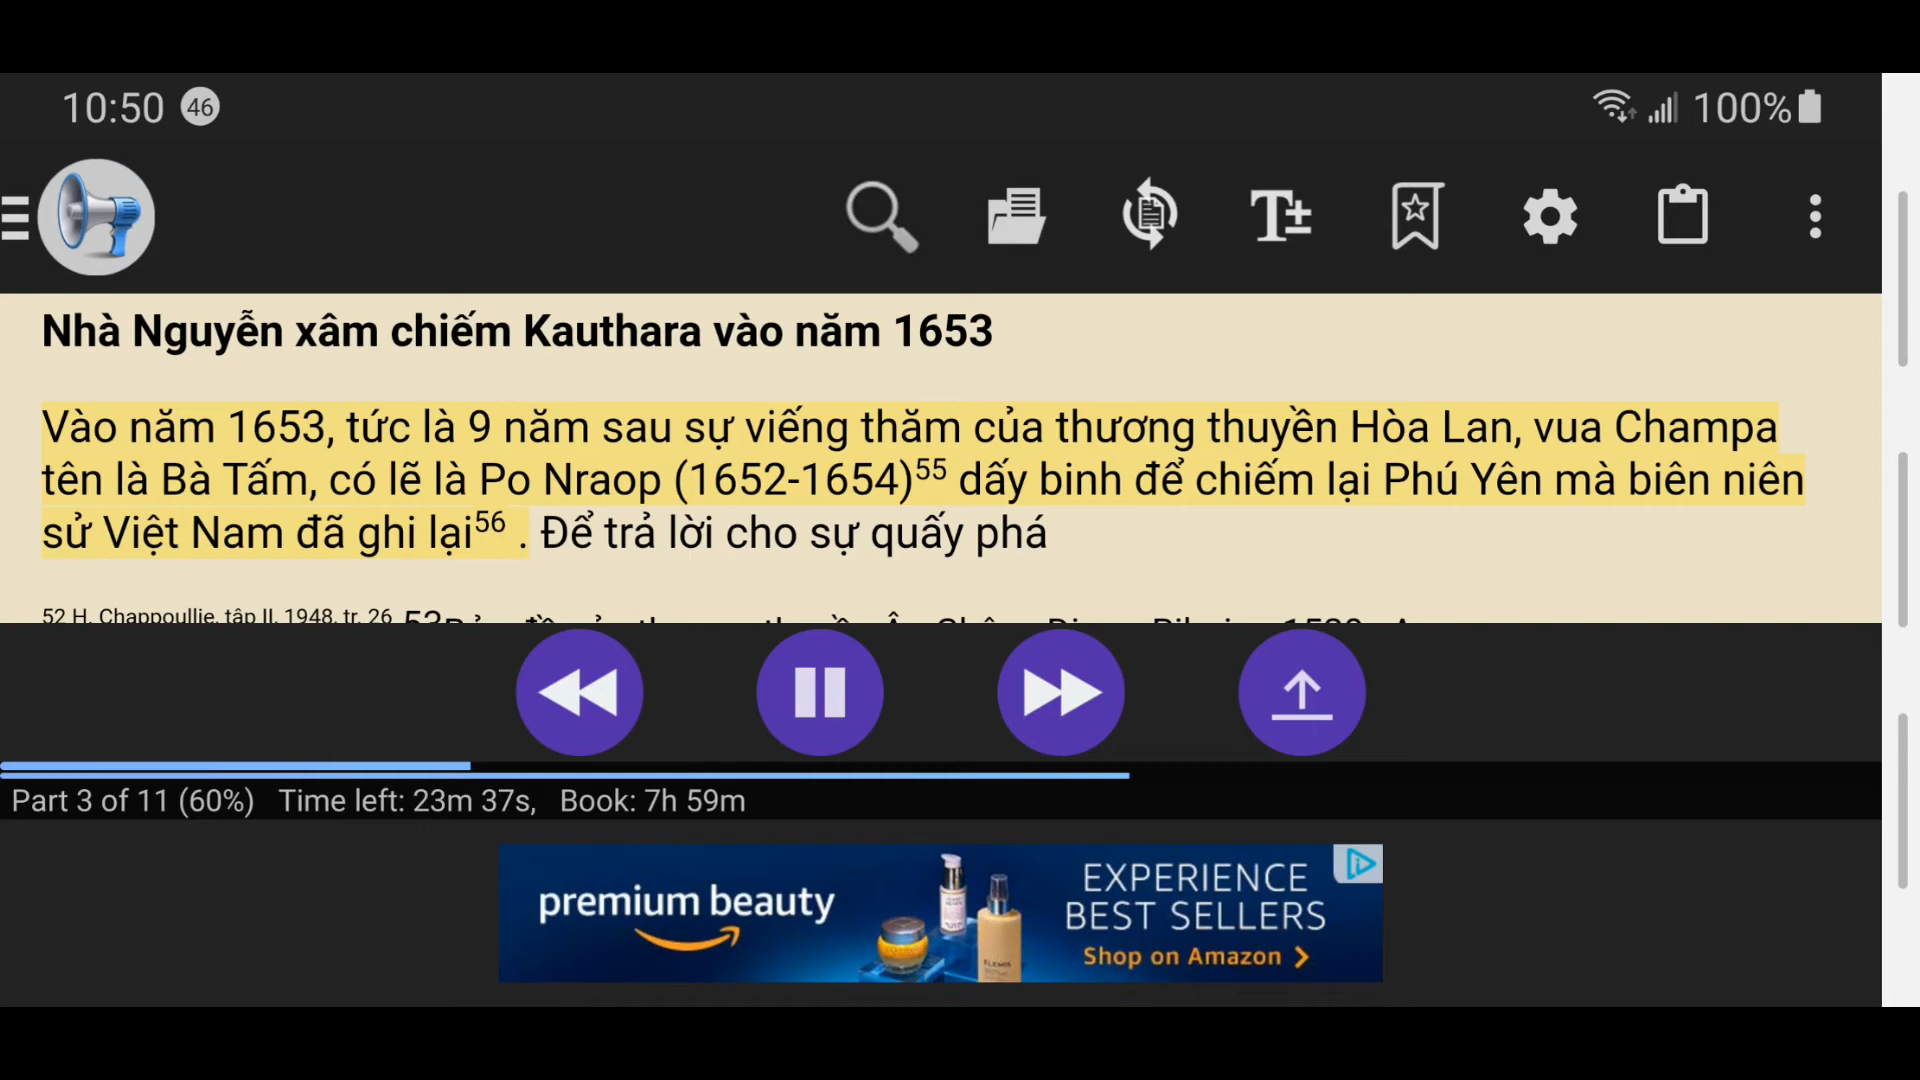 10:50 46 100%
Nhà Nguyễn xâm chiếm Kauthara vào năm 1653
Vào năm 1653, tức là 9 năm sau sự viếng thăm của thương thuyền Hòa Lan, vua Champa
tên là Bà Tấm, có lẽ là Po Nraop (1652-1654)55 dấy binh để chiếm lại Phú Yên mà biên niên
sử Việt Nam đã ghi lại56 . Để trả lời cho sự quấy phá
52 H. Chappoullie, tập II, 1948, tr. 26
Part 3 of 11 (60%) Time left: 23m 37s, Book: 7h 59m
premium beauty
EXPERIENCE
BEST SELLERS
Shop on Amazon
ELEMIS